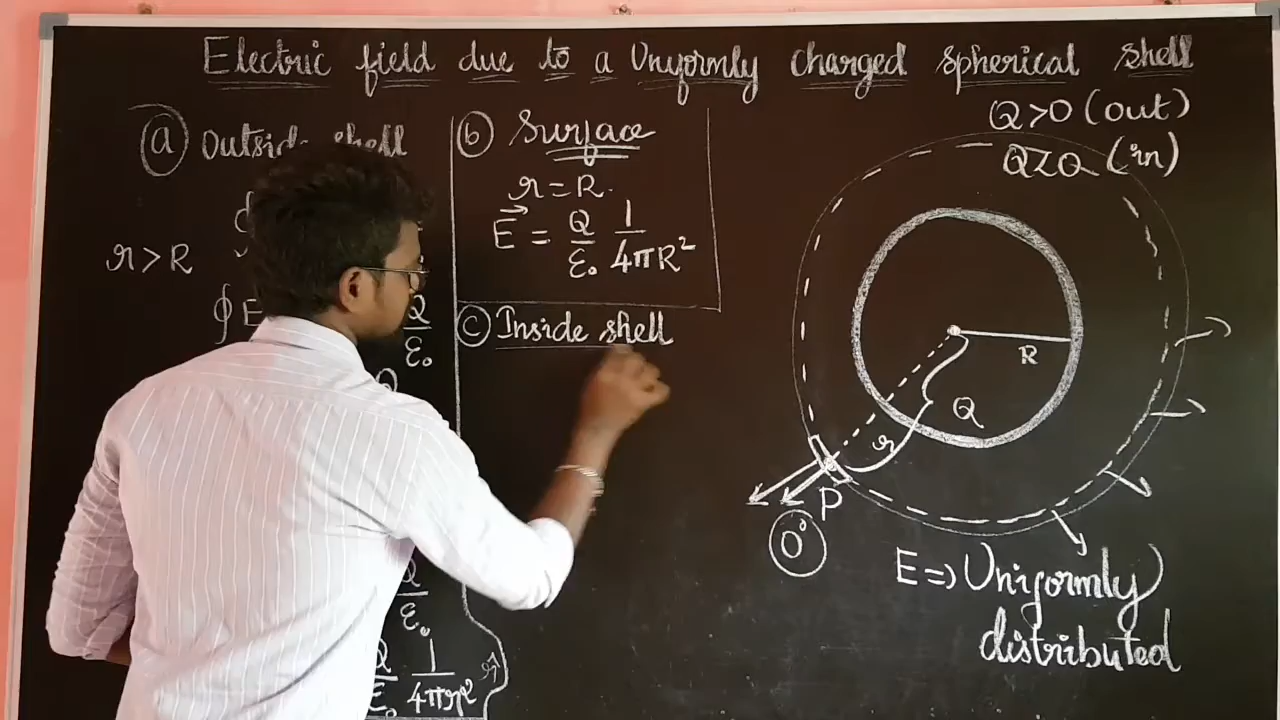 Electric field due to a Uniformly charged spherical shell
ⓐ Outside shell
r > R
∮ E
Q
ε₀
Q
ε₀
Q 1
ε₀ 4πr² r̂
ⓑ Surface
r = R.
E⃗ = Q 1
ε₀ 4πR²
ⓒ Inside shell
Q>0 (out)
Q<0 (in)
R
Q
r
P
0°
E => Uniformly
distributed